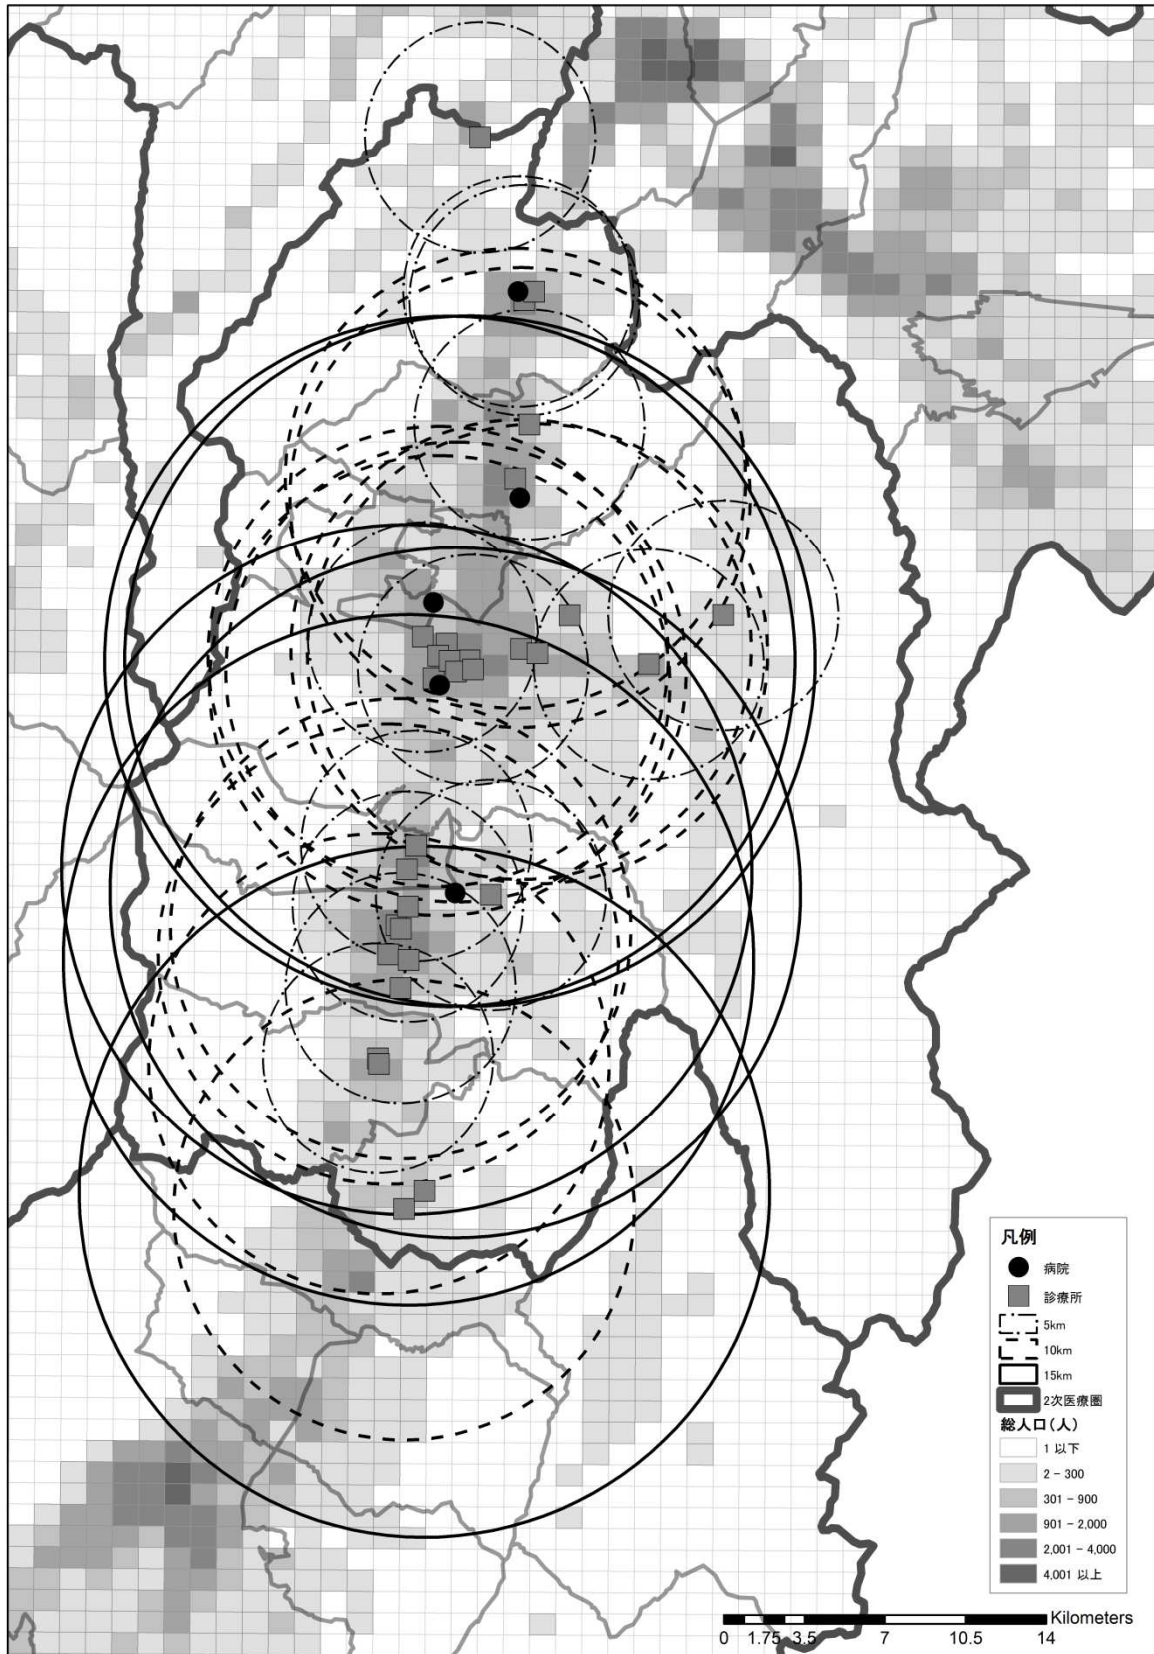 凡例
病院
診療所
5km
10km
15km
2次医療圏
総人口(人)
1 以下
2 - 300
301 - 900
901 - 2,000
2,001 - 4,000
4,001 以上
Kilometers
0 1.75 3.5 7 10.5 14